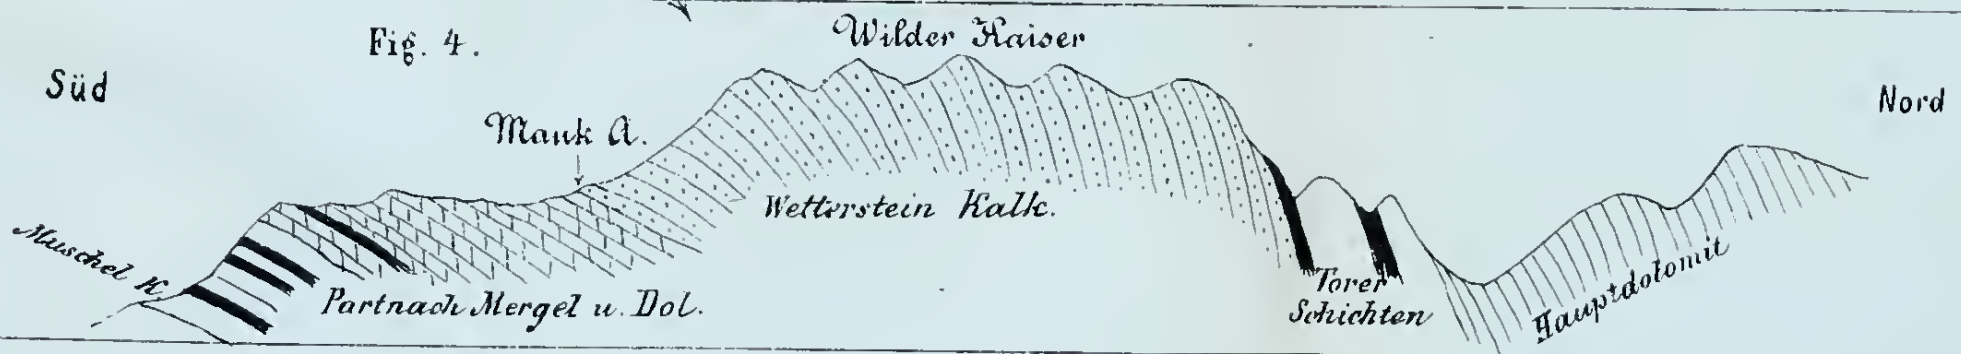 Fig. 4.
Wilder Kaiser
Süd
Nord
Mauk A.
Wetterstein Kalk.
Muschel K.
Partnach Mergel u. Dol.
Torer
Schichten
Hauptdolomit